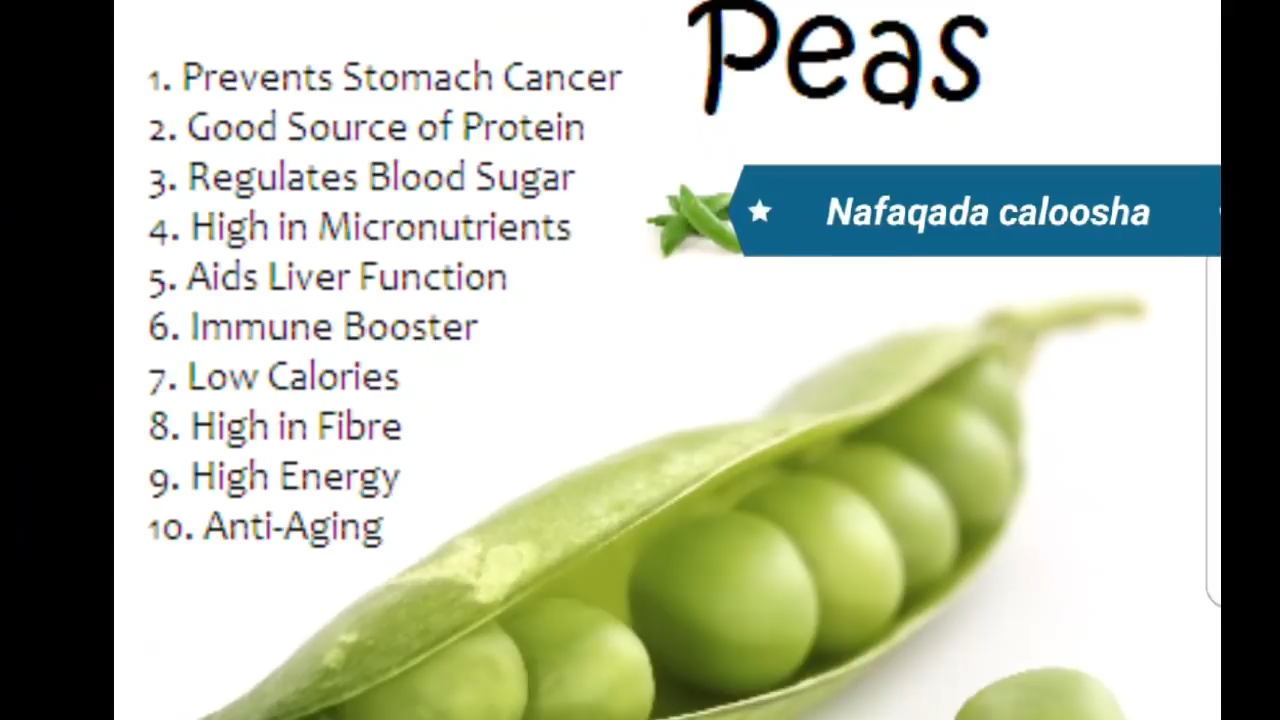 Peas
1. Prevents Stomach Cancer
2. Good Source of Protein
3. Regulates Blood Sugar
4. High in Micronutrients
5. Aids Liver Function
6. Immune Booster
7. Low Calories
8. High in Fibre
9. High Energy
10. Anti-Aging
Nafaqada caloosha